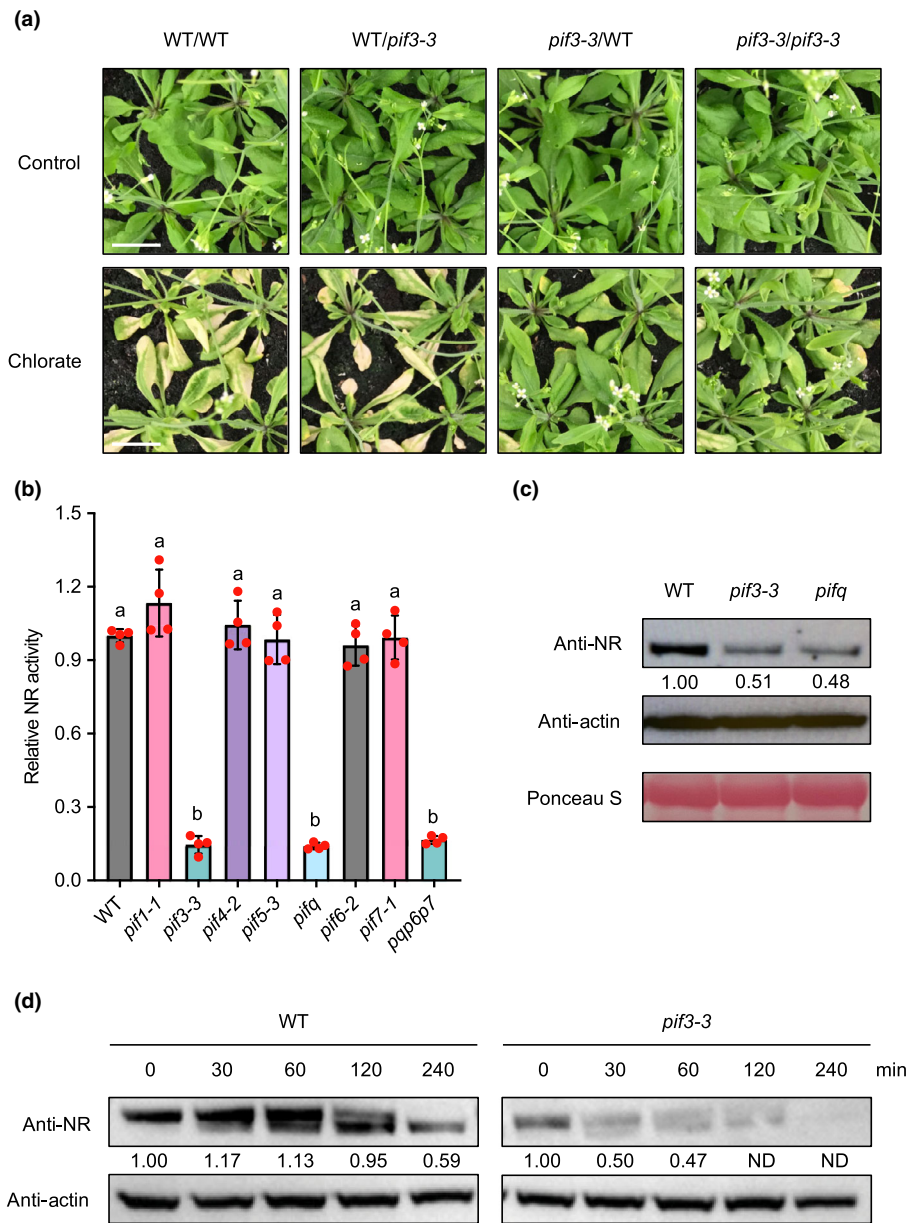 (a)
WT/WT WT/pif3-3 pif3-3/WT pif3-3/pif3-3
Control
Chlorate
(b)
Relative NR activity
1.5
1.2
0.9
0.6
0.3
0.0
a a b a a b a a b
WT pif1-1 pif3-3 pif4-2 pif5-3 pifq pif6-2 pif7-1 pqp6p7
(c)
WT pif3-3 pifq
Anti-NR
1.00 0.51 0.48
Anti-actin
Ponceau S
(d)
WT pif3-3
0 30 60 120 240 0 30 60 120 240 min
Anti-NR
1.00 1.17 1.13 0.95 0.59 1.00 0.50 0.47 ND ND
Anti-actin